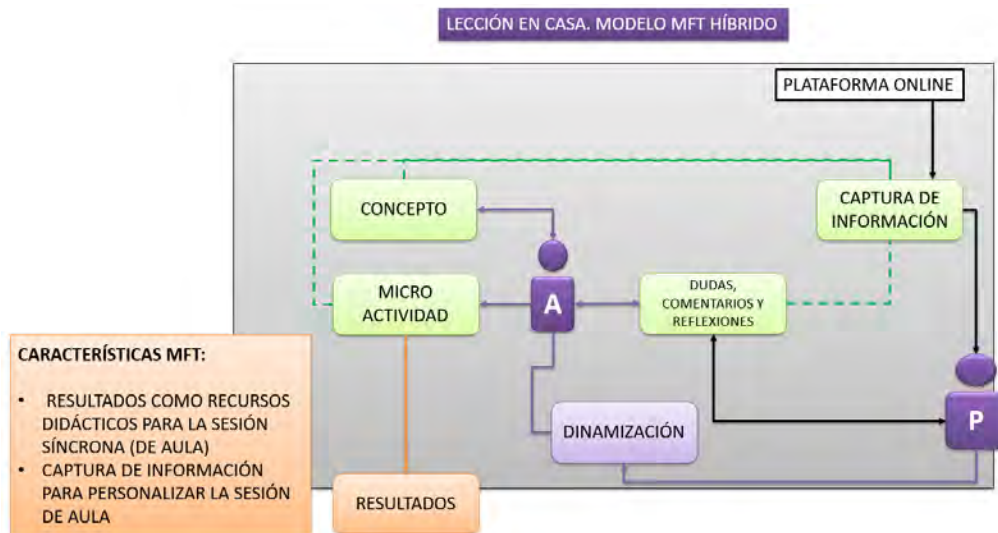 LECCIÓN EN CASA. MODELO MFT HÍBRIDO
PLATAFORMA ONLINE
CONCEPTO
CAPTURA DE
INFORMACIÓN
MICRO
ACTIVIDAD
A
DUDAS,
COMENTARIOS Y
REFLEXIONES
P
DINAMIZACIÓN
CARACTERÍSTICAS MFT:
• RESULTADOS COMO RECURSOS
DIDÁCTICOS PARA LA SESIÓN
SÍNCRONA (DE AULA)
• CAPTURA DE INFORMACIÓN
PARA PERSONALIZAR LA SESIÓN
DE AULA
RESULTADOS